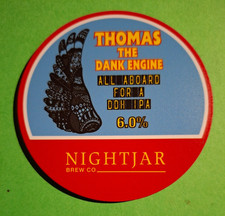 THOMAS
THE
DANK ENGINE
ALL ABOARD
FOR A
DDH IPA
6.0%
NIGHTJAR
BREW CO.